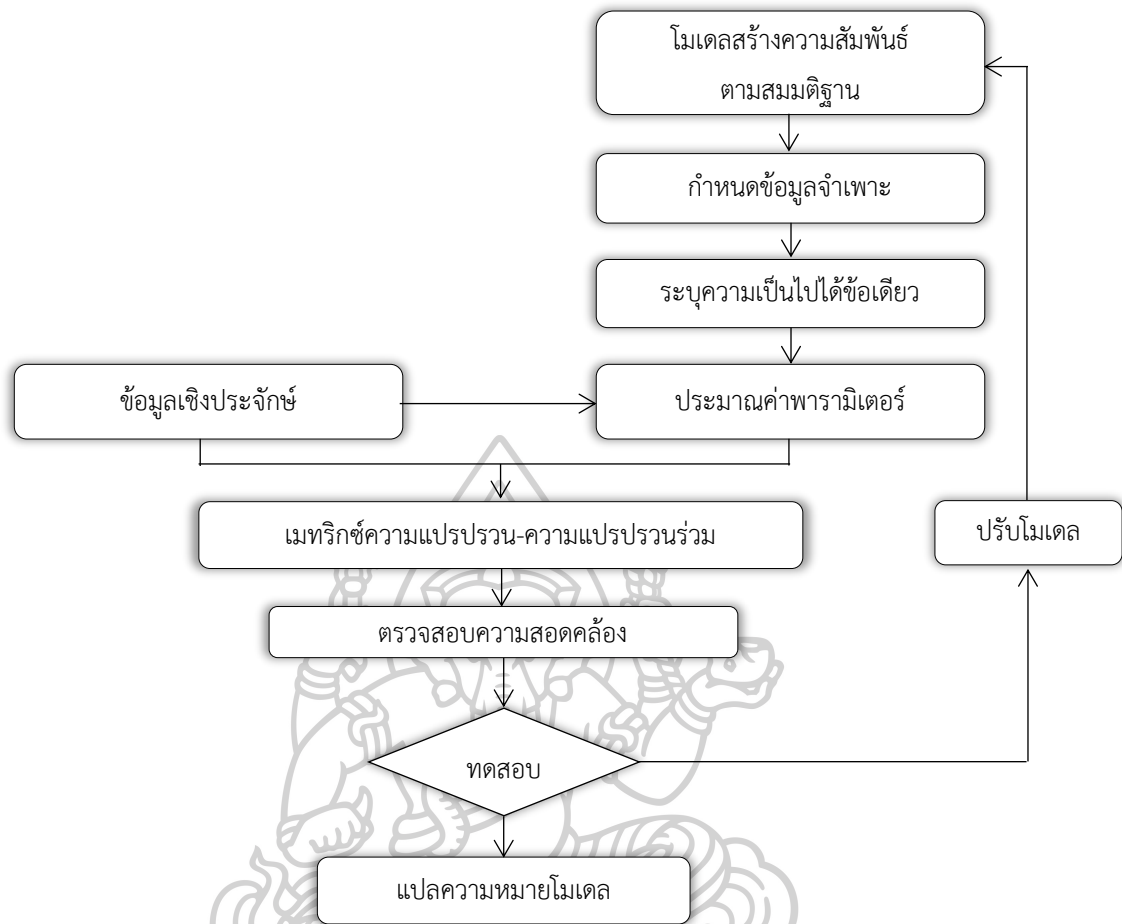 โมเดลสร้างความสัมพันธ์
ตามสมมติฐาน
กำหนดข้อมูลจำเพาะ
ระบุความเป็นไปได้ข้อเดียว
ข้อมูลเชิงประจักษ์
ประมาณค่าพารามิเตอร์
เมทริกซ์ความแปรปรวน-ความแปรปรวนร่วม
ปรับโมเดล
ตรวจสอบความสอดคล้อง
ทดสอบ
แปลความหมายโมเดล